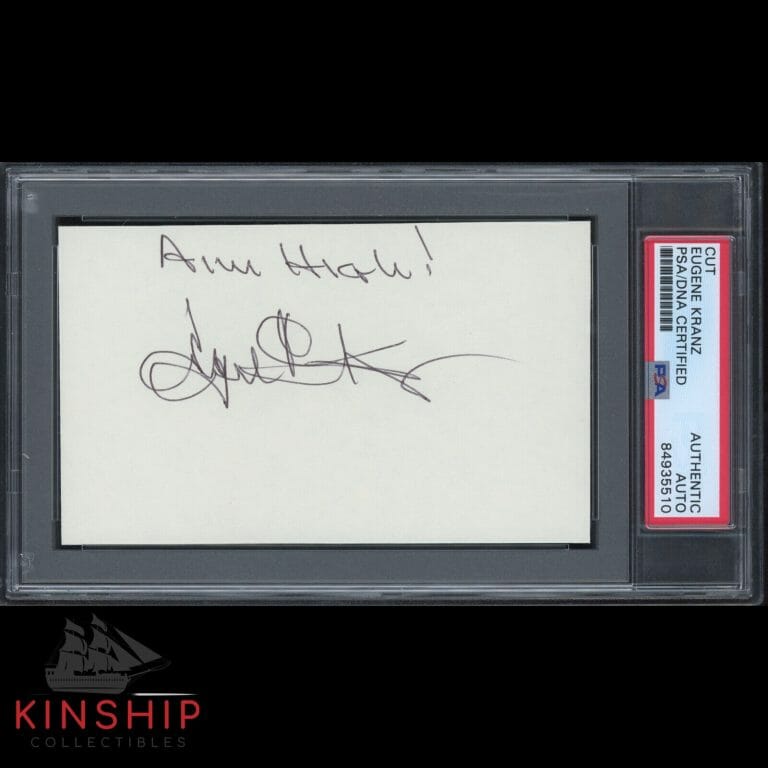 Aim High!
CUT
EUGENE KRANZ
PSA/DNA CERTIFIED
PSA
AUTHENTIC
AUTO
84935510
KINSHIP
COLLECTIBLES